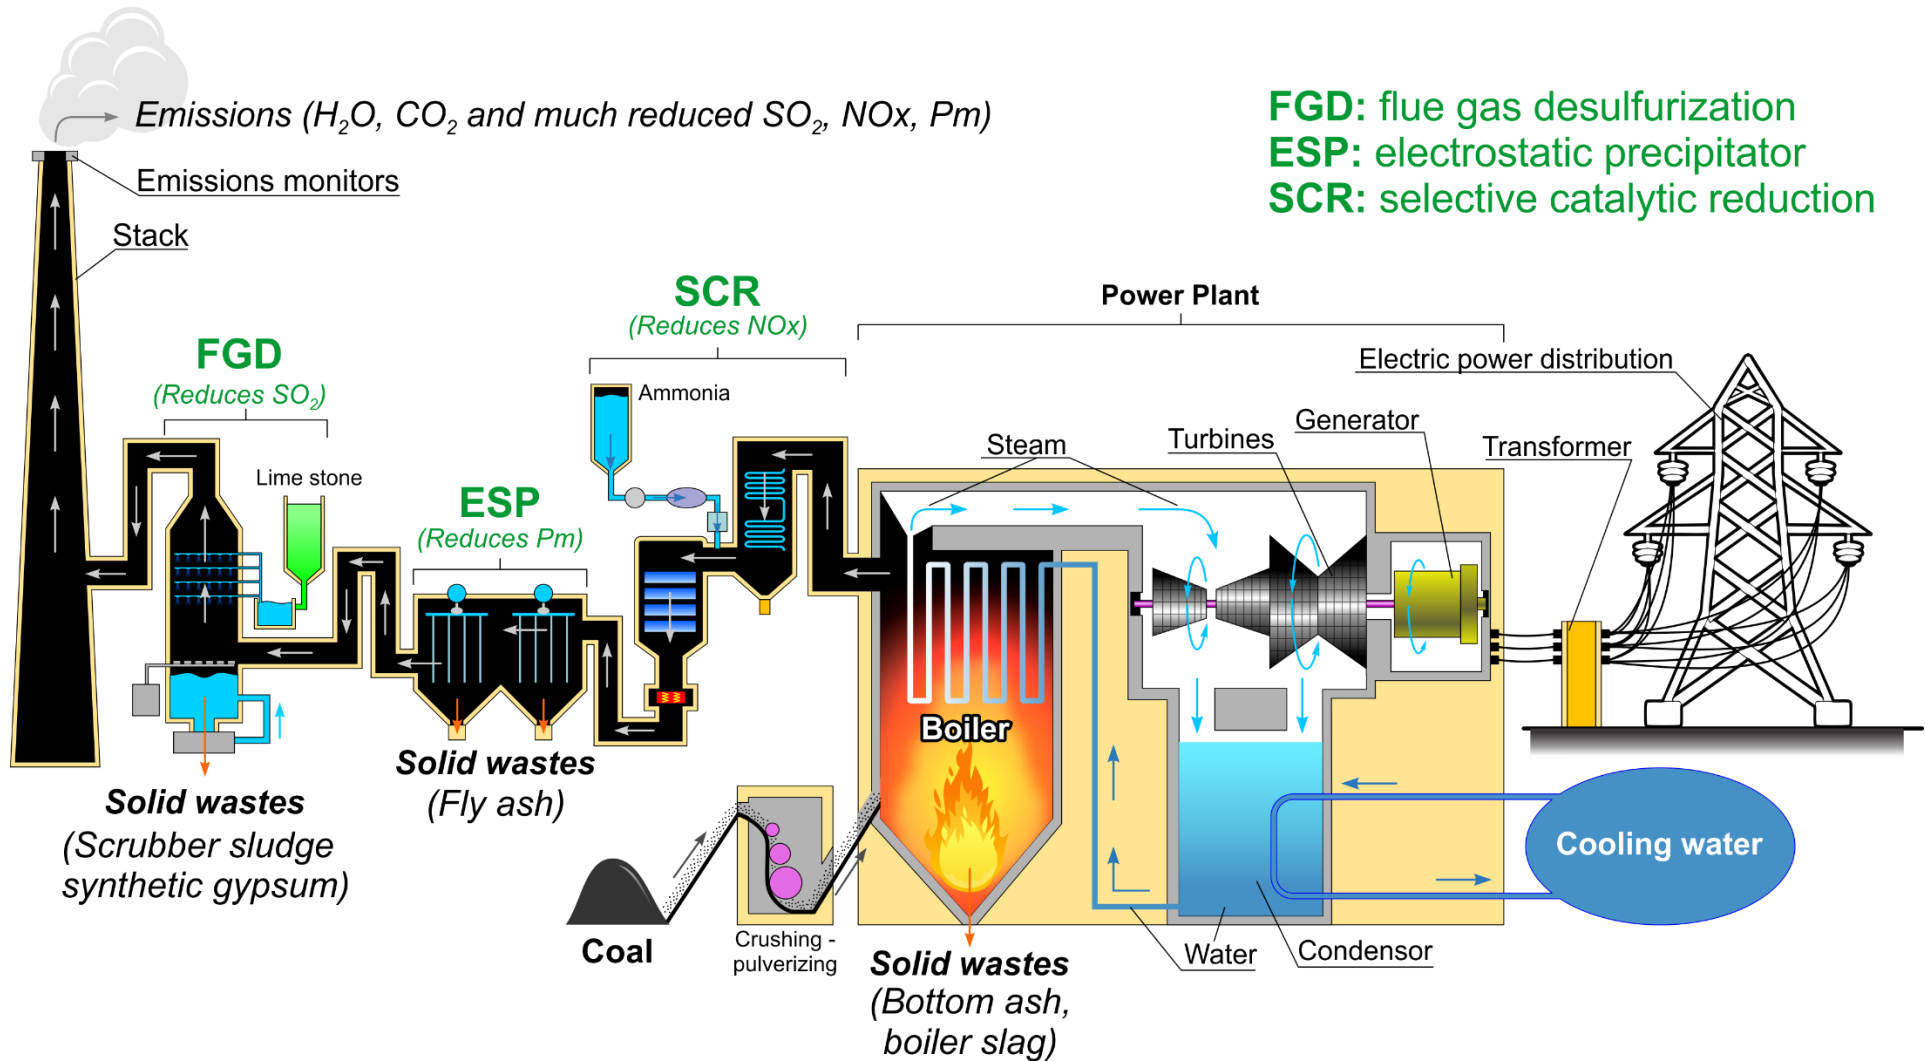 Emissions (H₂O, CO₂ and much reduced SO₂, NOx, Pm)
FGD: flue gas desulfurization
ESP: electrostatic precipitator
SCR: selective catalytic reduction
Emissions monitors
Stack
SCR
(Reduces NOx)
Power Plant
FGD
(Reduces SO₂)
Ammonia
Electric power distribution
Generator
Steam
Turbines
Transformer
Lime stone
ESP
(Reduces Pm)
Boiler
Solid wastes
(Fly ash)
Solid wastes
(Scrubber sludge
synthetic gypsum)
Cooling water
Coal
Crushing -
pulverizing
Water
Condensor
Solid wastes
(Bottom ash,
boiler slag)